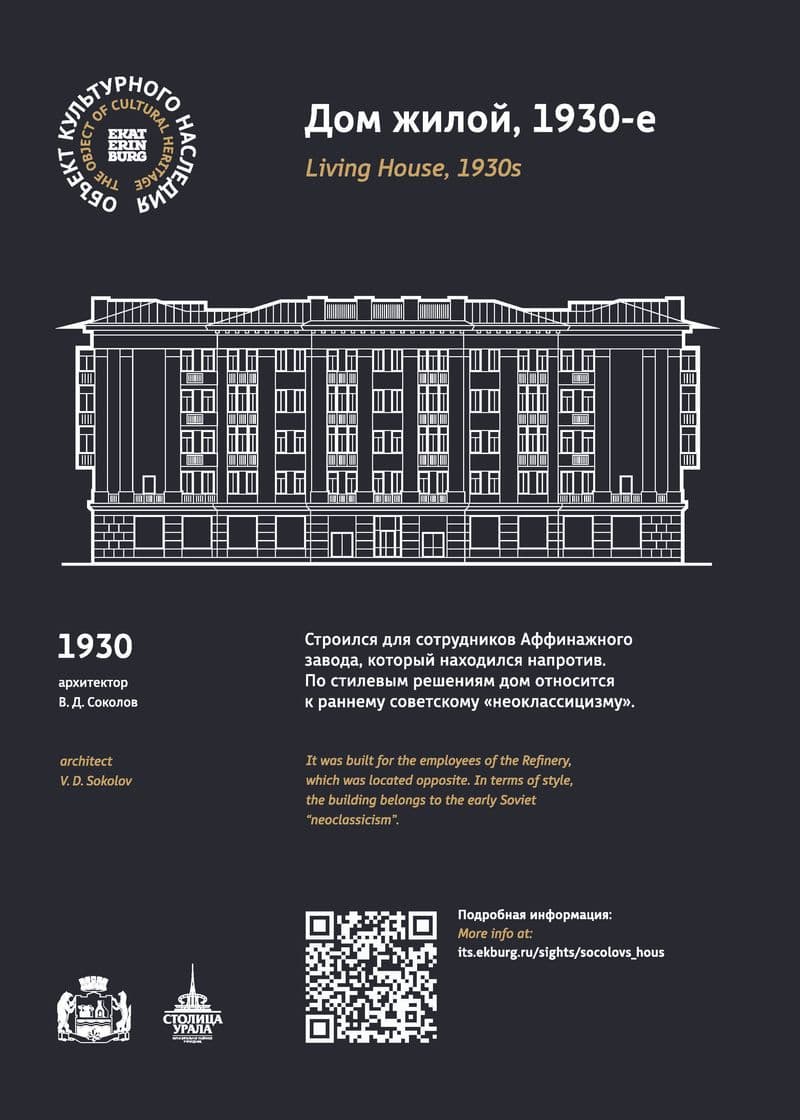 ОБЪЕКТ КУЛЬТУРНОГО НАСЛЕДИЯ
THE OBJECT OF CULTURAL HERITAGE
EKAT
ERIN
BURG
Дом жилой, 1930-е
Living House, 1930s
1930
архитектор
В. Д. Соколов
architect
V. D. Sokolov
Строился для сотрудников Аффинажного
завода, который находился напротив.
По стилевым решениям дом относится
к раннему советскому «неоклассицизму».
It was built for the employees of the Refinery,
which was located opposite. In terms of style,
the building belongs to the early Soviet
“neoclassicism”.
Подробная информация:
More info at:
its.ekburg.ru/sights/socolovs_hous
СТОЛИЦА
УРАЛА